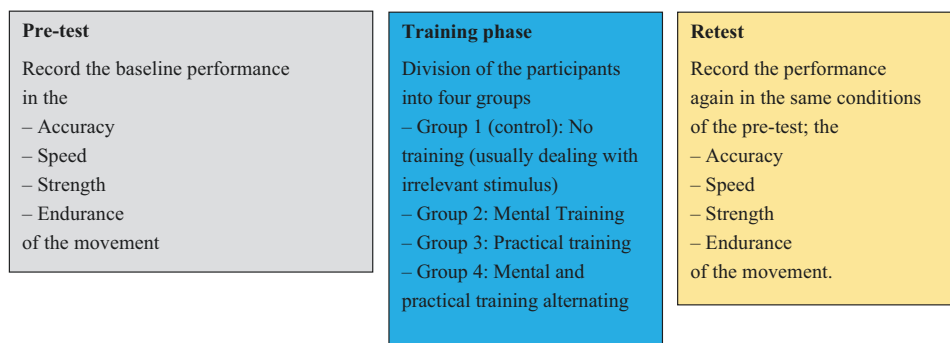 Pre-test
Record the baseline performance
in the
– Accuracy
– Speed
– Strength
– Endurance
of the movement
Training phase
Division of the participants
into four groups
– Group 1 (control): No
training (usually dealing with
irrelevant stimulus)
– Group 2: Mental Training
– Group 3: Practical training
– Group 4: Mental and
practical training alternating
Retest
Record the performance
again in the same conditions
of the pre-test; the
– Accuracy
– Speed
– Strength
– Endurance
of the movement.